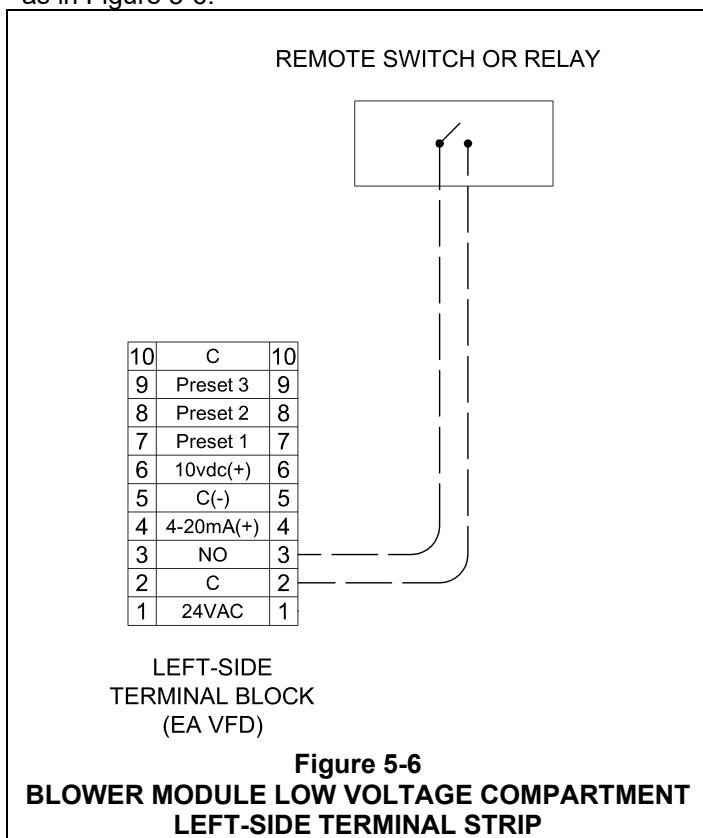 as in Figure 5-6.
REMOTE SWITCH OR RELAY
10 C 10
9 Preset 3 9
8 Preset 2 8
7 Preset 1 7
6 10vdc(+) 6
5 C(-) 5
4 4-20mA(+) 4
3 NO 3
2 C 2
1 24VAC 1
LEFT-SIDE
TERMINAL BLOCK
(EA VFD)
Figure 5-6
BLOWER MODULE LOW VOLTAGE COMPARTMENT
LEFT-SIDE TERMINAL STRIP